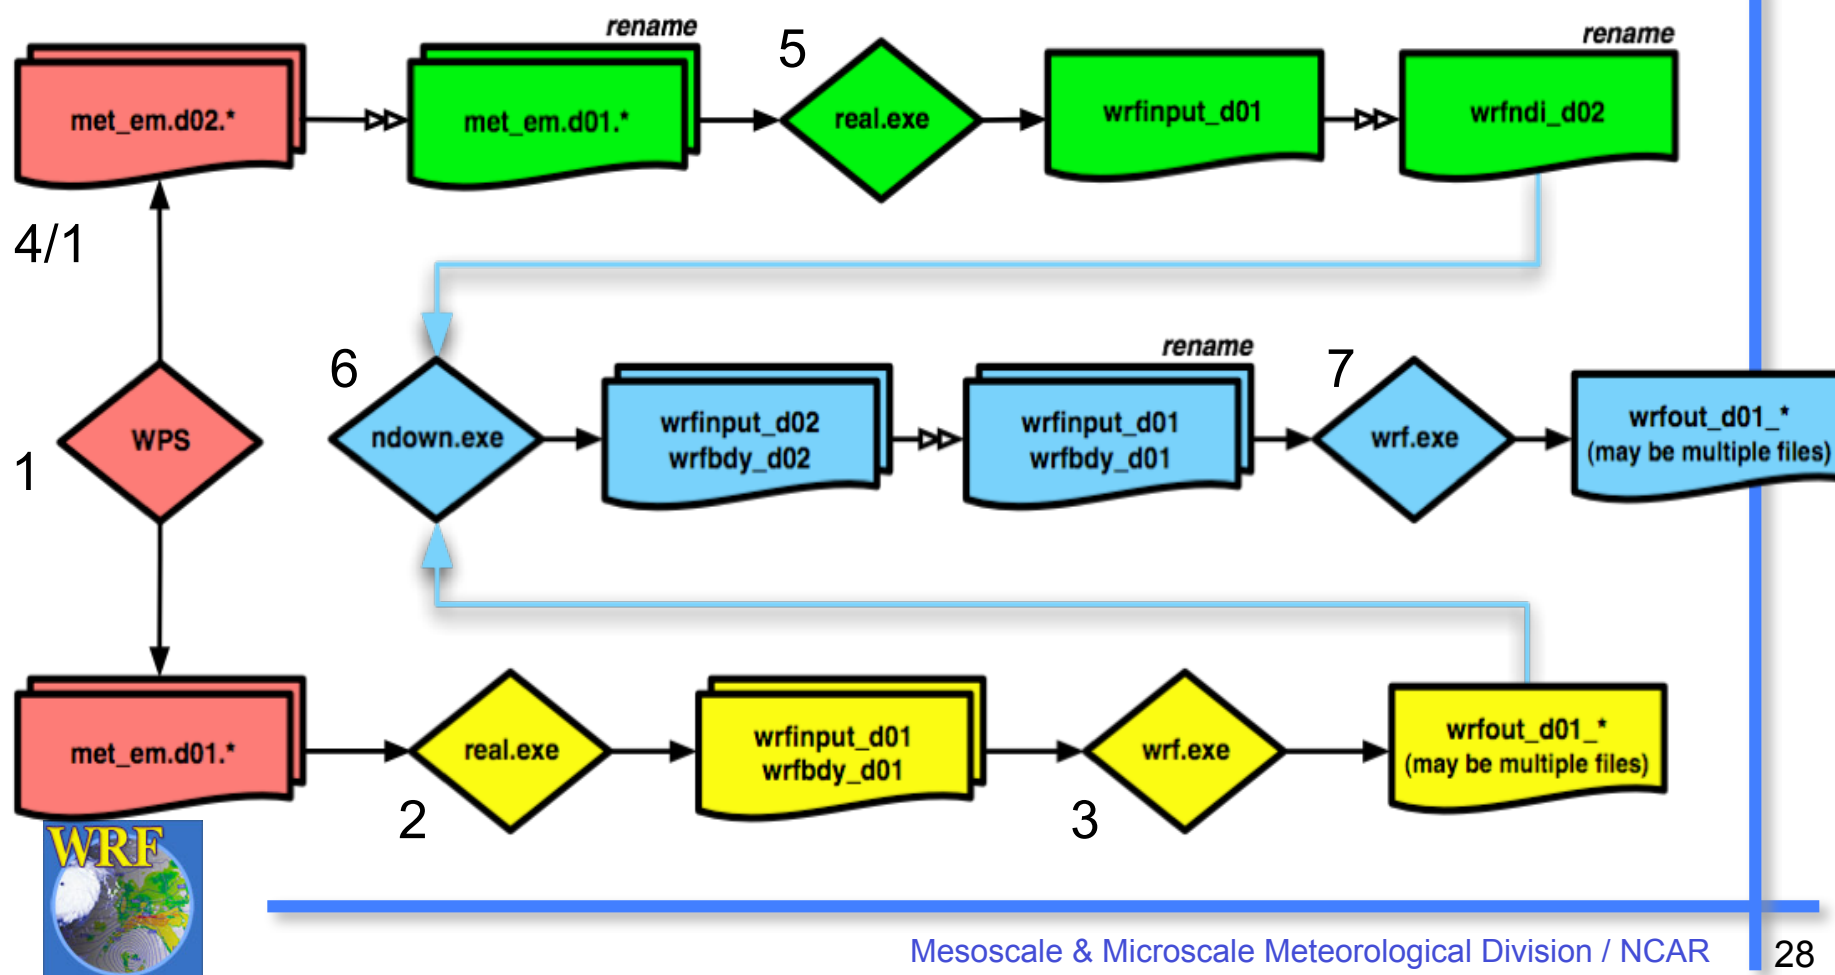 rename
5
rename
met_em.d02.*
met_em.d01.*
real.exe
wrfinput_d01
wrfndi_d02
4/1
6
rename
7
1
WPS
ndown.exe
wrfinput_d02
wrfbdy_d02
wrfinput_d01
wrfbdy_d01
wrf.exe
wrfout_d01_*
(may be multiple files)
met_em.d01.*
real.exe
wrfinput_d01
wrfbdy_d01
wrf.exe
wrfout_d01_*
(may be multiple files)
2
3
WRF
Mesoscale & Microscale Meteorological Division / NCAR
28